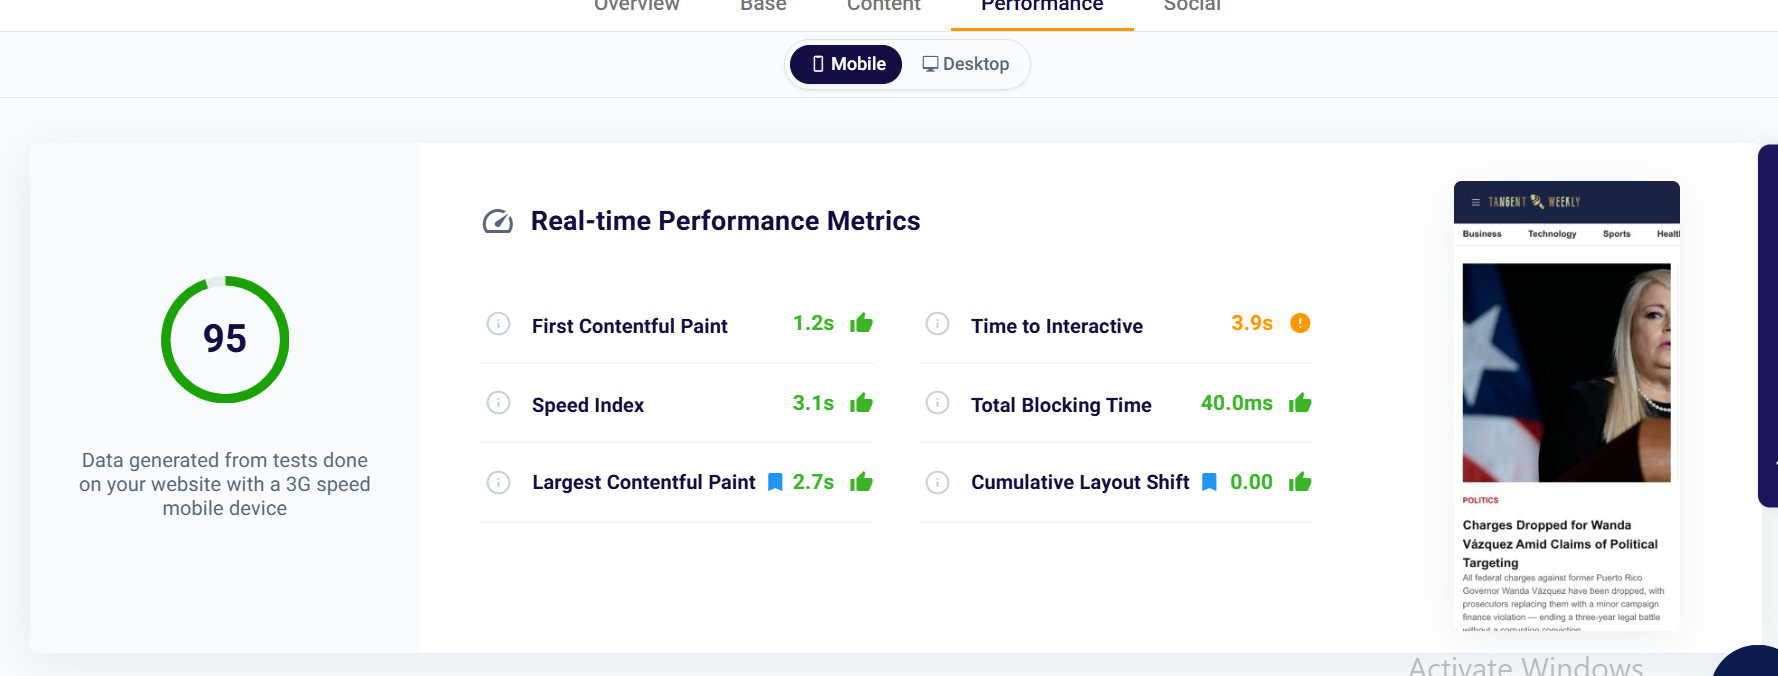 Overview Base Content Performance Social
Mobile Desktop
95
Data generated from tests done
on your website with a 3G speed
mobile device
Real-time Performance Metrics
First Contentful Paint 1.2s
Time to Interactive 3.9s
Speed Index 3.1s
Total Blocking Time 40.0ms
Largest Contentful Paint 2.7s
Cumulative Layout Shift 0.00
TANGENT WEEKLY
Business Technology Sports Healt
POLITICS
Charges Dropped for Wanda
Vázquez Amid Claims of Political
Targeting
All federal charges against former Puerto Rico
Governor Wanda Vázquez have been dropped, with
prosecutors replacing them with a minor campaign
finance violation — ending a three-year legal battle
without a corruption conviction
Activate Windows